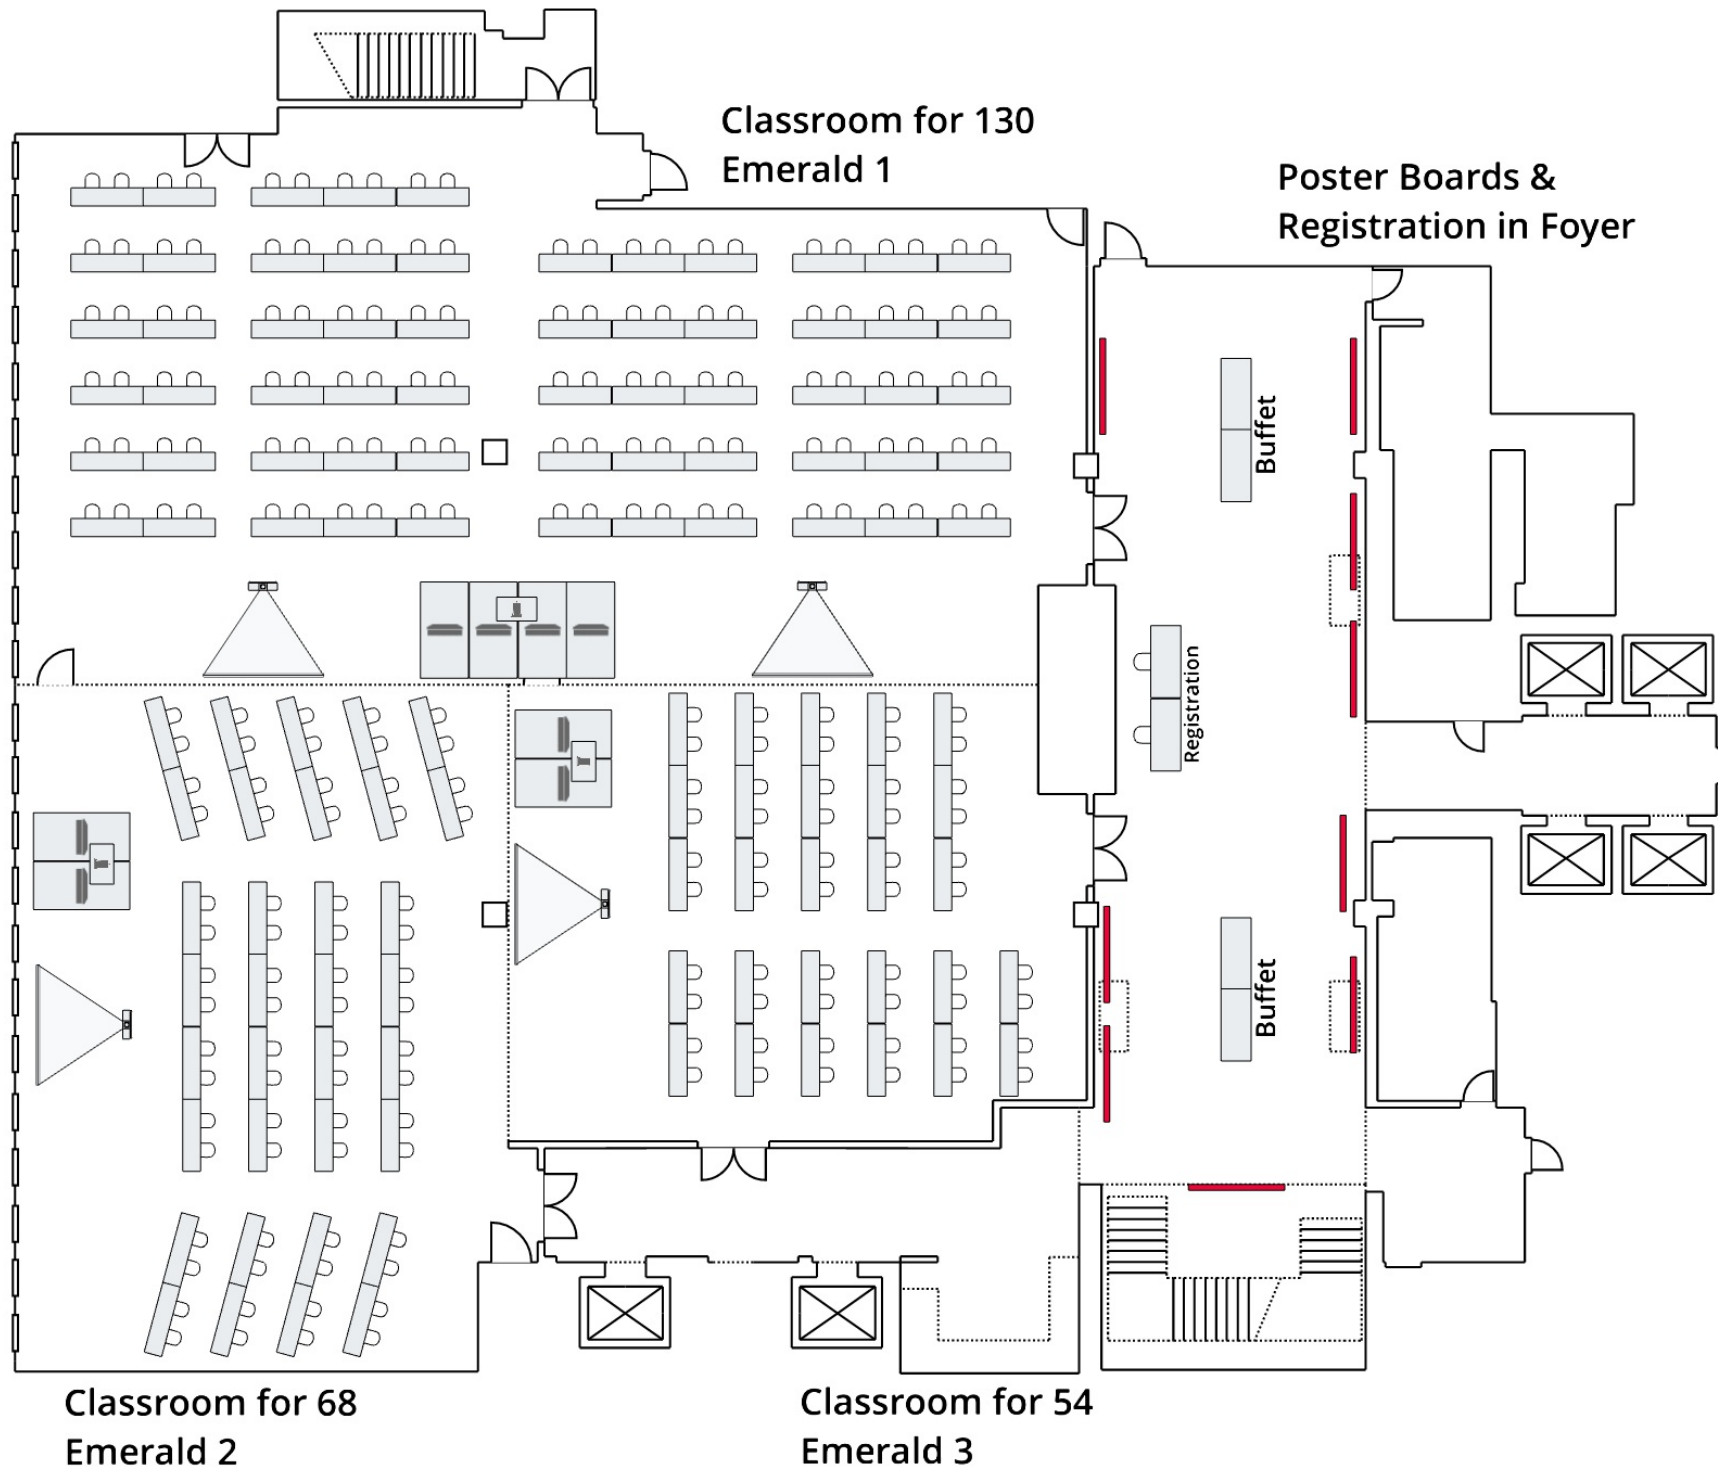 Classroom for 130
Emerald 1
Poster Boards &
Registration in Foyer
Buffet
Registration
Buffet
Classroom for 68
Emerald 2
Classroom for 54
Emerald 3